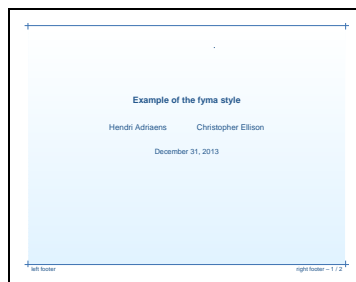 Example of the fyma style
Hendri Adriaens Christopher Ellison
December 31, 2013
left footer right footer – 1 / 2